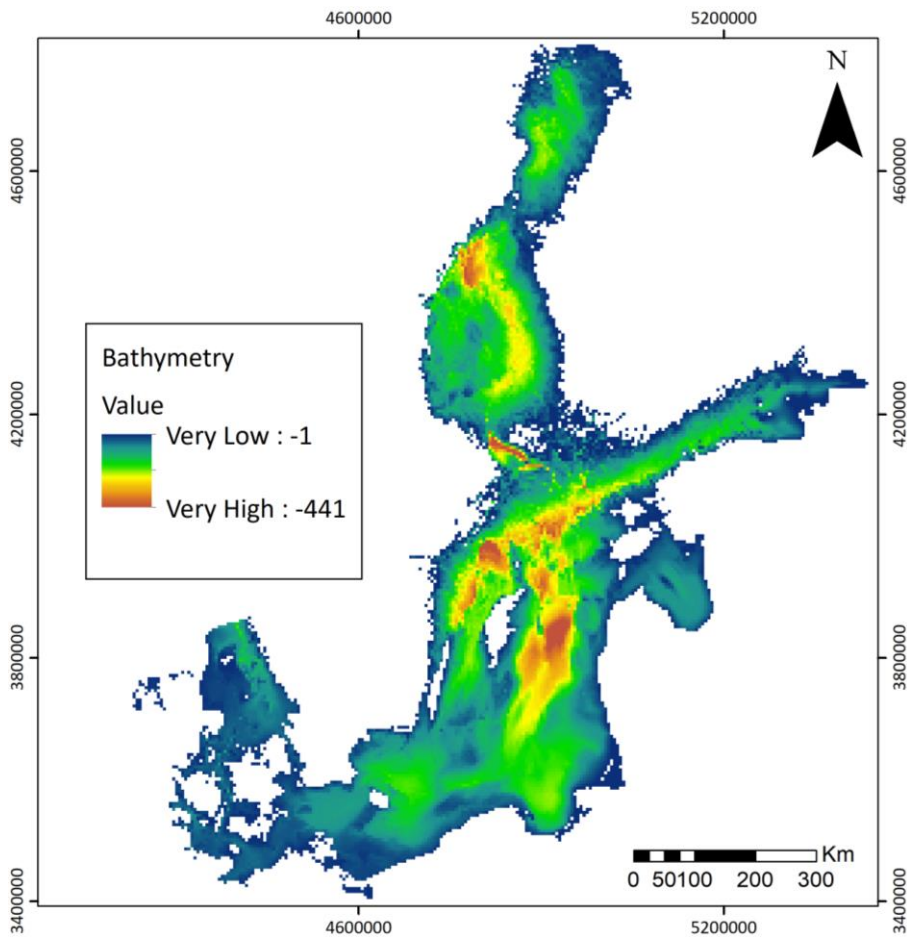 4600000 5200000
N
4600000 4600000
Bathymetry
Value
Very Low : -1
Very High : -441
4200000 4200000
3800000 3800000
Km
0 50100 200 300
3400000 3400000
4600000 5200000